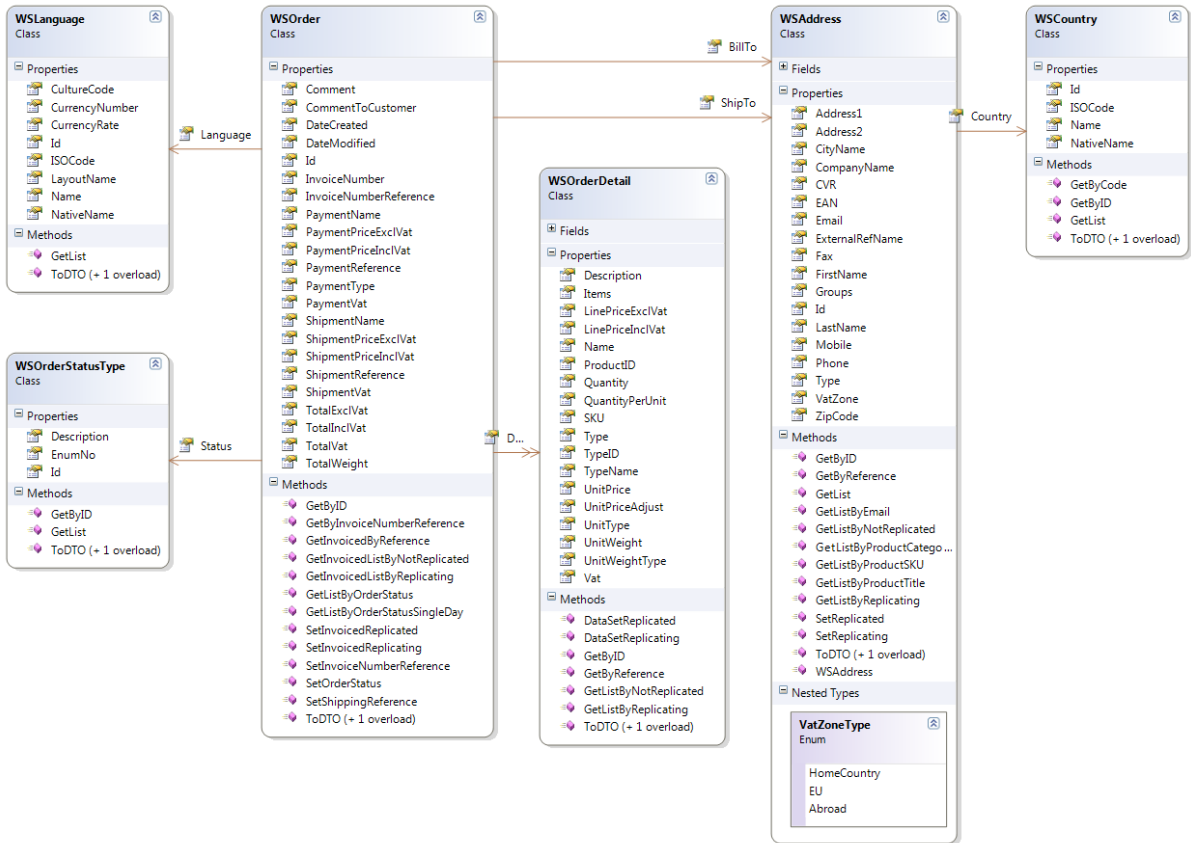 WSLanguage
Class
Properties
CultureCode
CurrencyNumber
CurrencyRate
Id
ISOCode
LayoutName
Name
NativeName
Methods
GetList
ToDTO (+ 1 overload)
Language
WSOrderStatusType
Class
Properties
Description
EnumNo
Id
Methods
GetByID
GetList
ToDTO (+ 1 overload)
Status
WSOrder
Class
Properties
Comment
CommentToCustomer
DateCreated
DateModified
Id
InvoiceNumber
InvoiceNumberReference
PaymentName
PaymentPriceExclVat
PaymentPriceInclVat
PaymentReference
PaymentType
PaymentVat
ShipmentName
ShipmentPriceExclVat
ShipmentPriceInclVat
ShipmentReference
ShipmentVat
TotalExclVat
TotalInclVat
TotalVat
TotalWeight
Methods
GetByID
GetByInvoiceNumberReference
GetInvoicedByReference
GetInvoicedListByNotReplicated
GetInvoicedListByReplicating
GetListByOrderStatus
GetListByOrderStatusSingleDay
SetInvoicedReplicated
SetInvoicedReplicating
SetInvoiceNumberReference
SetOrderStatus
SetShippingReference
ToDTO (+ 1 overload)
BillTo
ShipTo
D...
WSOrderDetail
Class
Fields
Properties
Description
Items
LinePriceExclVat
LinePriceInclVat
Name
ProductID
Quantity
QuantityPerUnit
SKU
Type
TypeID
TypeName
UnitPrice
UnitPriceAdjust
UnitType
UnitWeight
UnitWeightType
Vat
Methods
DataSetReplicated
DataSetReplicating
GetByID
GetByReference
GetListByNotReplicated
GetListByReplicating
ToDTO (+ 1 overload)
WSAddress
Class
Fields
Properties
Address1
Address2
CityName
CompanyName
CVR
EAN
Email
ExternalRefName
Fax
FirstName
Groups
Id
LastName
Mobile
Phone
Type
VatZone
ZipCode
Methods
GetByID
GetByReference
GetList
GetListByEmail
GetListByNotReplicated
GetListByProductCatego ...
GetListByProductSKU
GetListByProductTitle
GetListByReplicating
SetReplicated
SetReplicating
ToDTO (+ 1 overload)
WSAddress
Nested Types
VatZoneType
Enum
HomeCountry
EU
Abroad
Country
WSCountry
Class
Properties
Id
ISOCode
Name
NativeName
Methods
GetByCode
GetByID
GetList
ToDTO (+ 1 overload)